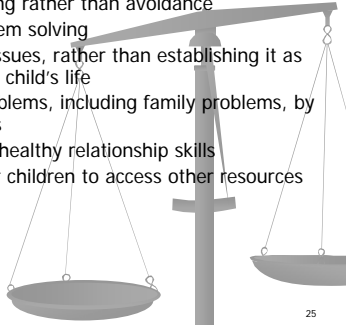 ng rather than avoidance
em solving
ssues, rather than establishing it as
child's life
blems, including family problems, by
s
healthy relationship skills
r children to access other resources
25